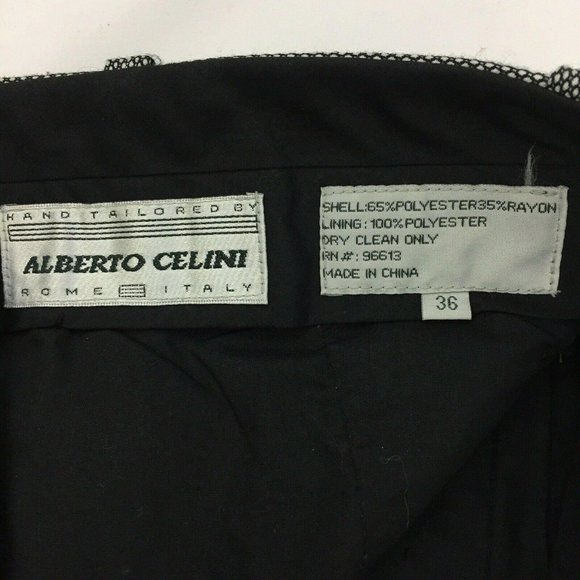 HAND TAILORED BY
ALBERTO CELINI
ROME ITALY
SHELL:65%POLYESTER35%RAYON
LINING: 100%POLYESTER
DRY CLEAN ONLY
RN#: 96613
MADE IN CHINA
36